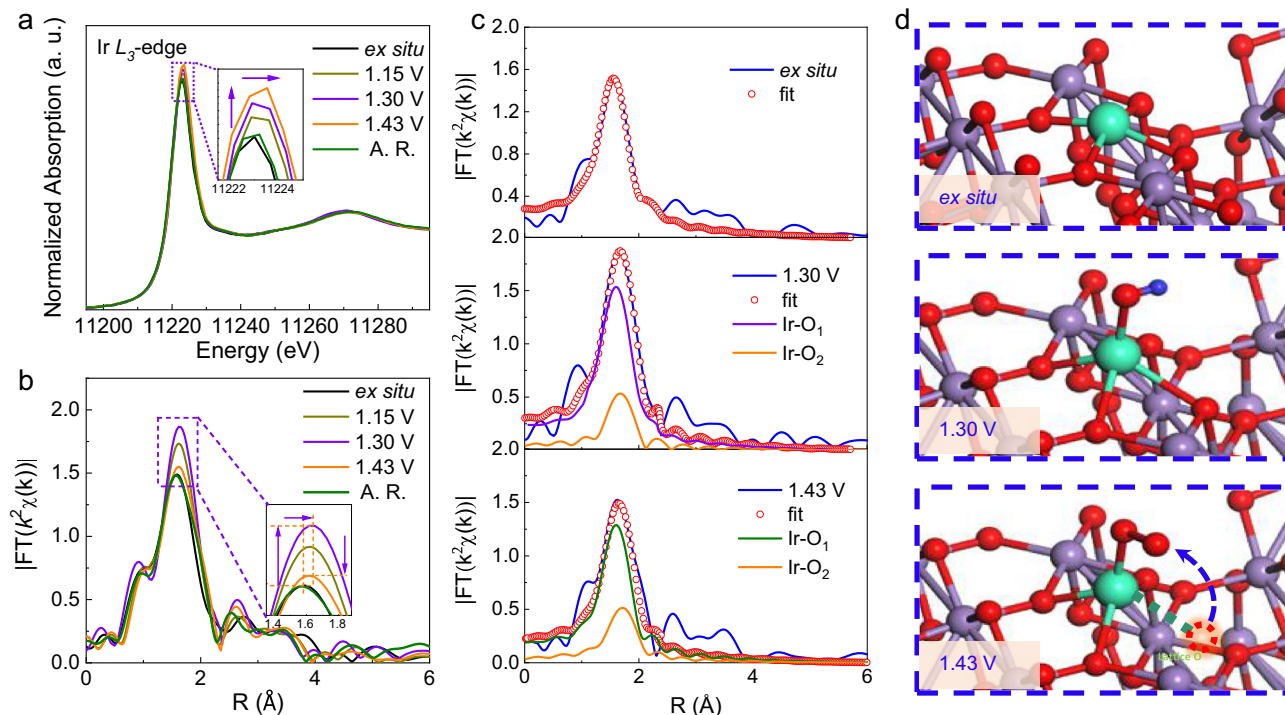 a
Normalized Absorption (a. u.)
Ir L3-edge
ex situ
1.15 V
1.30 V
1.43 V
A. R.
11222 11224
11200 11220 11240 11260 11280
Energy (eV)
b
|FT(k²χ(k))|
2.0
1.5
1.0
0.5
0.0
ex situ
1.15 V
1.30 V
1.43 V
A. R.
1.4 1.6 1.8
0 2 4 6
R (Å)
c
|FT(k²χ(k))|
2.0
1.6
1.2
0.8
0.4
ex situ
fit
|FT(k²χ(k))|
2.0
1.5
1.0
0.5
0.0
1.30 V
fit
Ir-O1
Ir-O2
|FT(k²χ(k))|
2.0
1.5
1.0
0.5
0.0
1.43 V
fit
Ir-O1
Ir-O2
0 2 4 6
R (Å)
d
ex situ
1.30 V
1.43 V
lattice O